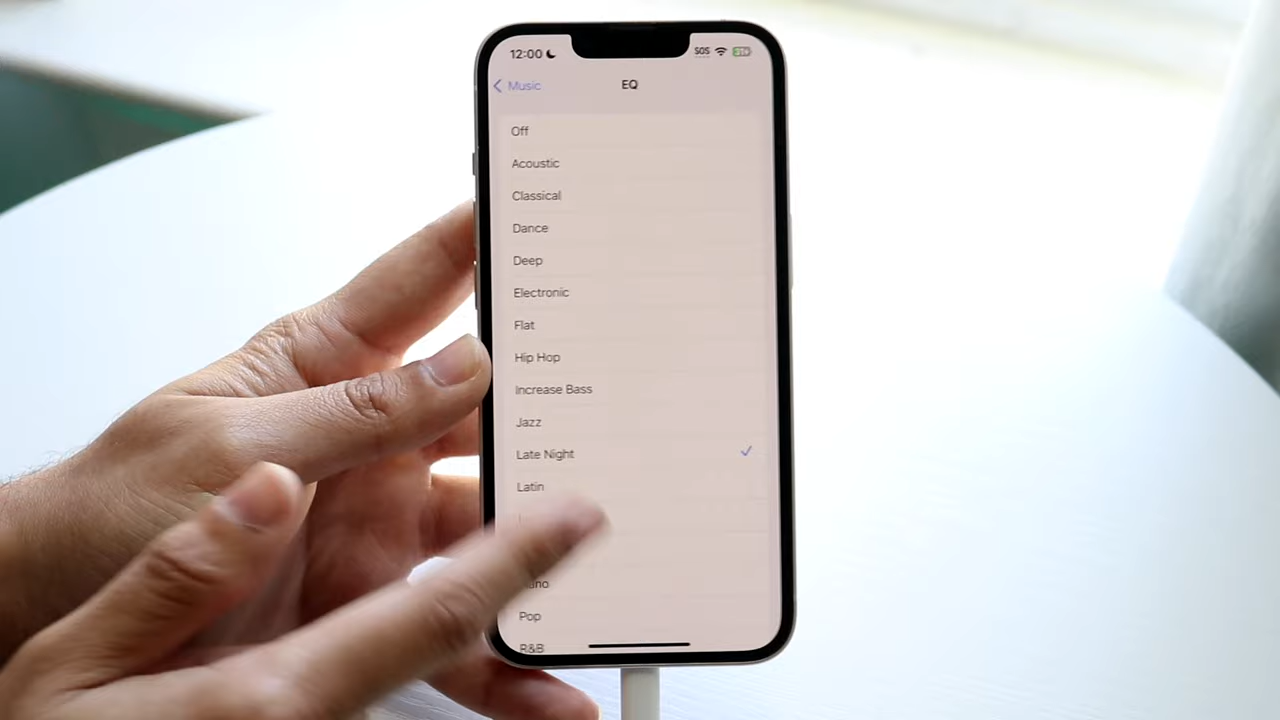 12:00
SOS
Music
EQ
Off
Acoustic
Classical
Dance
Deep
Electronic
Flat
Hip Hop
Increase Bass
Jazz
Late Night
Latin
Pop
R&B